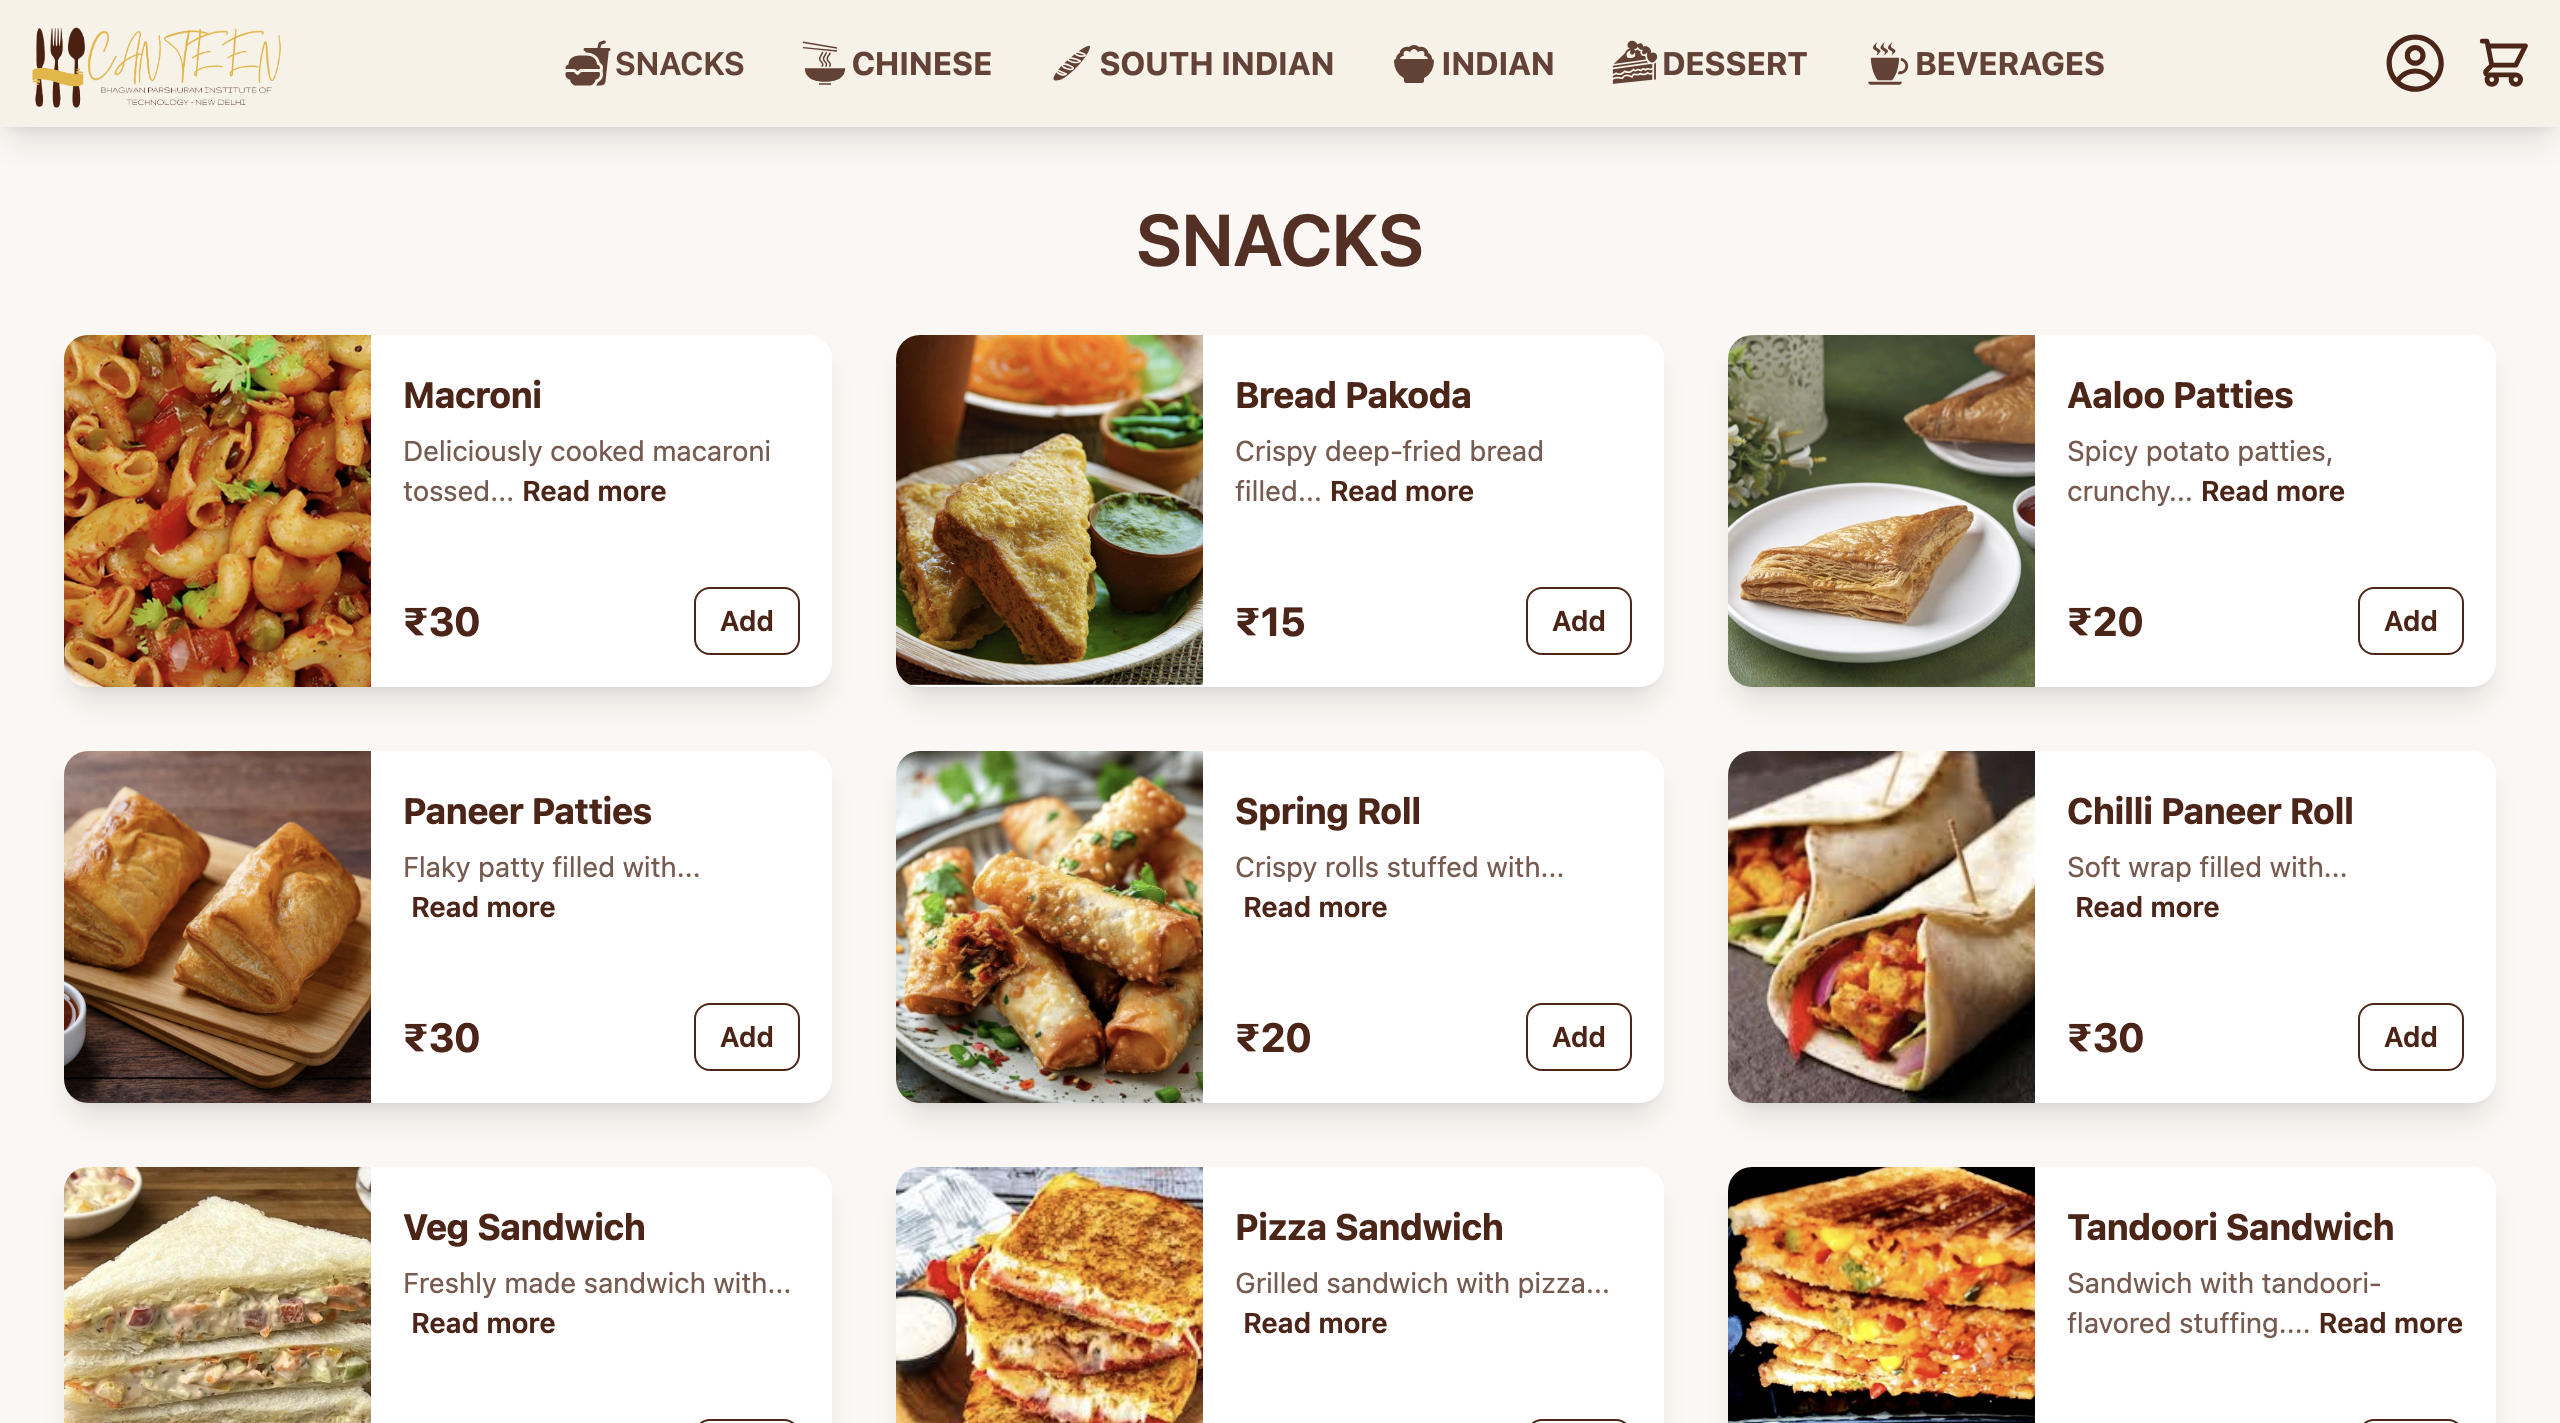 CANTEEN
BHAGWAN PARSHURAM INSTITUTE OF
TECHNOLOGY - NEW DELHI
SNACKS
CHINESE
SOUTH INDIAN
INDIAN
DESSERT
BEVERAGES
SNACKS
Macroni
Deliciously cooked macaroni
tossed... Read more
₹30
Add
Bread Pakoda
Crispy deep-fried bread
filled... Read more
₹15
Add
Aaloo Patties
Spicy potato patties,
crunchy... Read more
₹20
Add
Paneer Patties
Flaky patty filled with...
Read more
₹30
Add
Spring Roll
Crispy rolls stuffed with...
Read more
₹20
Add
Chilli Paneer Roll
Soft wrap filled with...
Read more
₹30
Add
Veg Sandwich
Freshly made sandwich with...
Read more
Pizza Sandwich
Grilled sandwich with pizza...
Read more
Tandoori Sandwich
Sandwich with tandoori-
flavored stuffing.... Read more